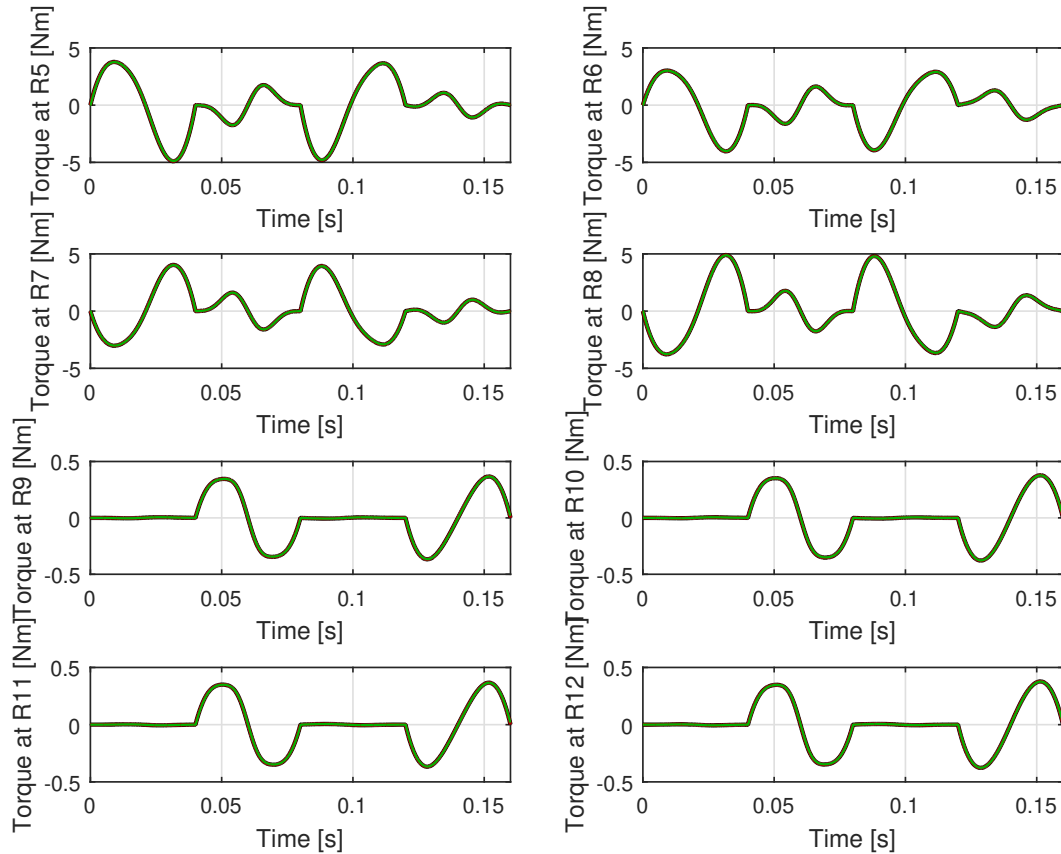 Torque at R5 [Nm]
5
0
-5
0 0.05 0.1 0.15
Time [s]
Torque at R6 [Nm]
5
0
-5
0 0.05 0.1 0.15
Time [s]
Torque at R7 [Nm]
5
0
-5
0 0.05 0.1 0.15
Time [s]
Torque at R8 [Nm]
5
0
-5
0 0.05 0.1 0.15
Time [s]
Torque at R9 [Nm]
0.5
0
-0.5
0 0.05 0.1 0.15
Time [s]
Torque at R10 [Nm]
0.5
0
-0.5
0 0.05 0.1 0.15
Time [s]
Torque at R11 [Nm]
0.5
0
-0.5
0 0.05 0.1 0.15
Time [s]
Torque at R12 [Nm]
0.5
0
-0.5
0 0.05 0.1 0.15
Time [s]